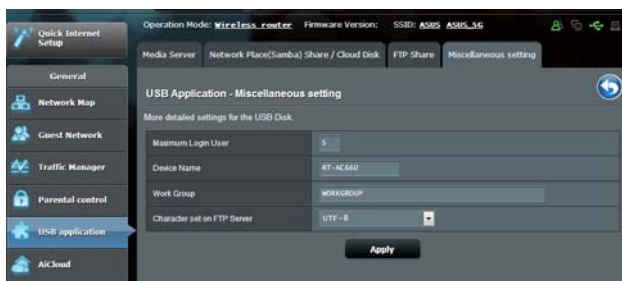 Quick Internet
Setup
Operation Mode: Wireless router Firmware Version: SSID: ASUS ASUS_5G
Media Server Network Place(Samba) Share / Cloud Disk FTP Share Miscellaneous setting
General
Network Map
Guest Network
Traffic Manager
Parental control
USB application
AiCloud
USB Application - Miscellaneous setting
More detailed settings for the USB Disk.
Maximum Login User 5
Device Name RT-AC66U
Work Group WORKGROUP
Character set on FTP Server UTF-8
Apply